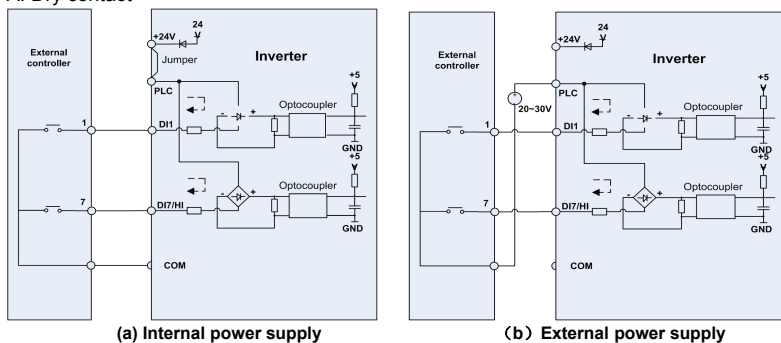 A. Dry contact
External
controller
+24V
24
Jumper
PLC
Inverter
+5
Optocoupler
1
DI1
-
+
GND
+5
Optocoupler
7
DI7/HI
-
+
GND
COM
(a) Internal power supply
External
controller
+24V
24
Inverter
PLC
20~30V
+5
Optocoupler
1
DI1
-
+
GND
+5
Optocoupler
7
DI7/HI
-
+
GND
COM
（b）External power supply